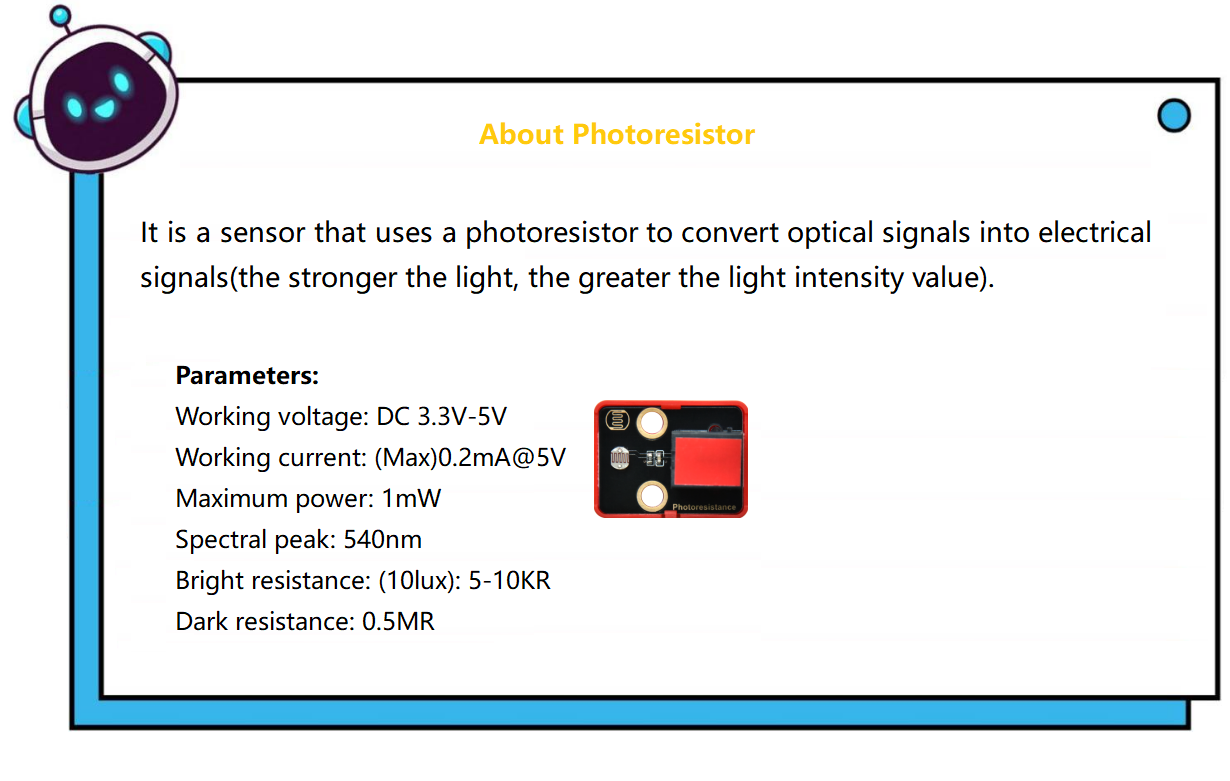 About Photoresistor
It is a sensor that uses a photoresistor to convert optical signals into electrical
signals(the stronger the light, the greater the light intensity value).
Parameters:
Working voltage: DC 3.3V-5V
Working current: (Max)0.2mA@5V
Maximum power: 1mW
Spectral peak: 540nm
Bright resistance: (10lux): 5-10KR
Dark resistance: 0.5MR
Photoresistance